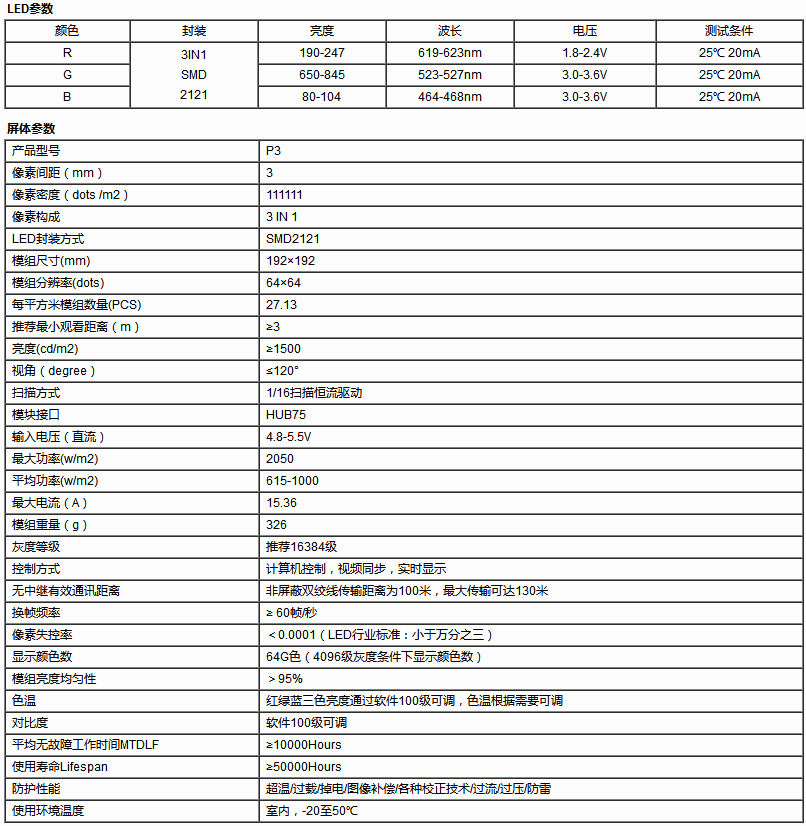 LED参数
颜色 封装 亮度 波长 电压 测试条件
R 3IN1 190-247 619-623nm 1.8-2.4V 25℃ 20mA
G SMD 650-845 523-527nm 3.0-3.6V 25℃ 20mA
B 2121 80-104 464-468nm 3.0-3.6V 25℃ 20mA
屏体参数
产品型号 P3
像素间距（mm） 3
像素密度（dots /m2） 111111
像素构成 3 IN 1
LED封装方式 SMD2121
模组尺寸(mm) 192×192
模组分辨率(dots) 64×64
每平方米模组数量(PCS) 27.13
推荐最小观看距离（m） ≥3
亮度(cd/m2) ≥1500
视角（degree） ≤120°
扫描方式 1/16扫描恒流驱动
模块接口 HUB75
输入电压（直流） 4.8-5.5V
最大功率(w/m2) 2050
平均功率(w/m2) 615-1000
最大电流（A） 15.36
模组重量（g） 326
灰度等级 推荐16384级
控制方式 计算机控制，视频同步，实时显示
无中继有效通讯距离 非屏蔽双绞线传输距离为100米，最大传输可达130米
换帧频率 ≥ 60帧/秒
像素失控率 ＜0.0001（LED行业标准：小于万分之三）
显示颜色数 64G色（4096级灰度条件下显示颜色数）
模组亮度均匀性 ＞95%
色温 红绿蓝三色亮度通过软件100级可调，色温根据需要可调
对比度 软件100级可调
平均无故障工作时间MTDLF ≥10000Hours
使用寿命Lifespan ≥50000Hours
防护性能 超温/过载/掉电/图像补偿/各种校正技术/过流/过压/防雷
使用环境温度 室内，-20至50℃